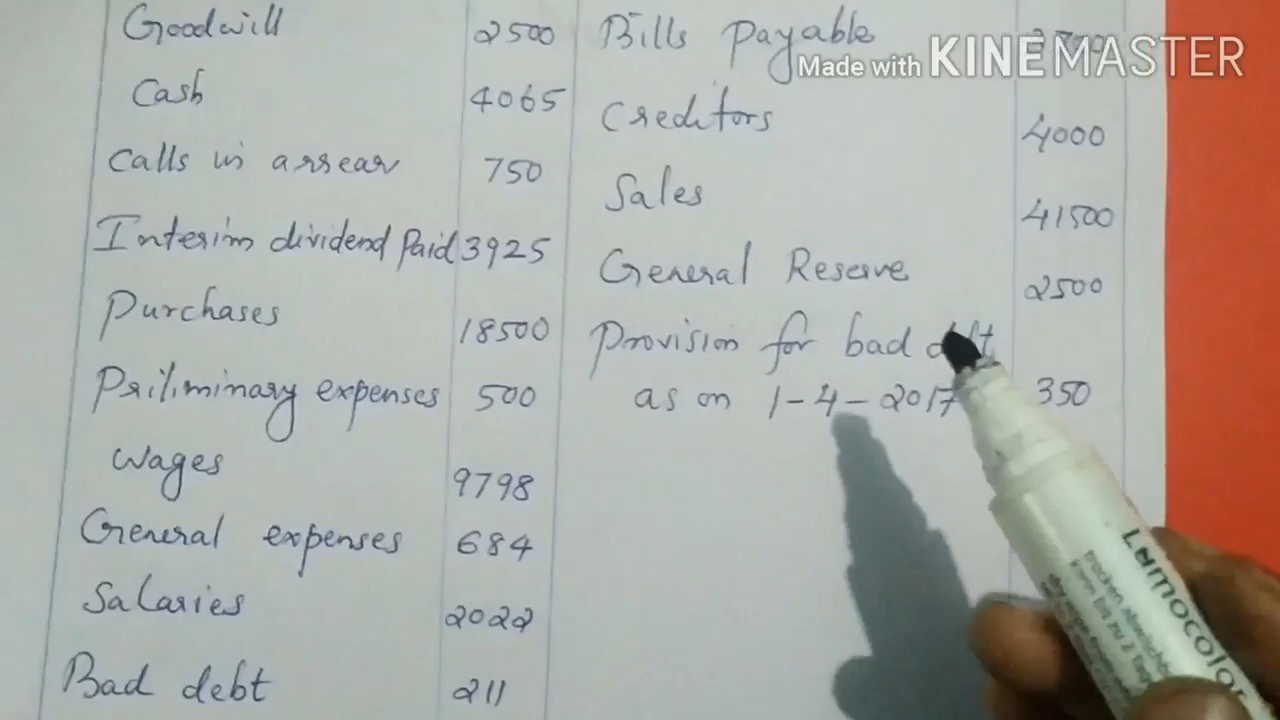 Goodwill 2500
Cash 4065
Calls in arrear 750
Interim dividend Paid 3925
Purchases 18500
Priliminary expenses 500
Wages 9798
General expenses 684
Salaries 2022
Bad debt 211
Bills Payable
Creditors 4000
Sales 41500
General Reserve 2500
Provision for bad
as on 1-4-2017 350
Made with KINEMASTER
Lumocolor